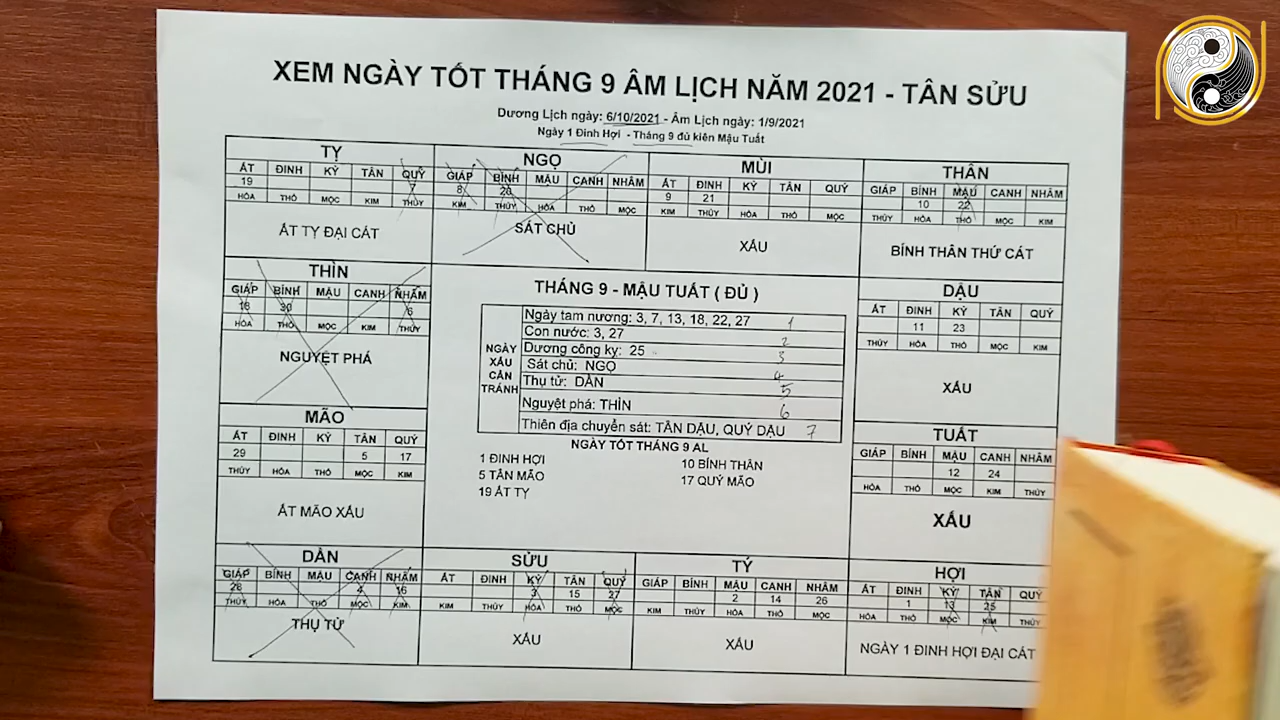 XEM NGÀY TỐT THÁNG 9 ÂM LỊCH NĂM 2021 - TÂN SỬU
Dương Lịch ngày: 6/10/2021 - Âm Lịch ngày: 1/9/2021
Ngày 1 Đinh Hợi - Tháng 9 đủ kiên Mậu Tuất
TỴ
ẤT ĐINH KỶ TÂN QUÝ
19 7
HỎA THỔ MỘC KIM THỦY
ẤT TỴ ĐẠI CÁT
NGỌ
GIÁP BÍNH MẬU CANH NHÂM
8 20
KIM THỦY HỎA THỔ MỘC
SÁT CHỦ
MÙI
ẤT ĐINH KỶ TÂN QUÝ
9 21
KIM THỦY HỎA THỔ MỘC
XẤU
THÂN
GIÁP BÍNH MẬU CANH NHÂM
10 22
THỦY HỎA THỔ MỘC KIM
BÍNH THÂN THỨ CÁT
THÌN
GIÁP BÍNH MẬU CANH NHÂM
18 30 6
HỎA THỔ MỘC KIM THỦY
NGUYỆT PHÁ
THÁNG 9 - MẬU TUẤT ( ĐỦ )
NGÀY XẤU CẦN TRÁNH
Ngày tam nương: 3, 7, 13, 18, 22, 27 1
Con nước: 3, 27 2
Dương công kỵ: 25 3
Sát chủ: NGỌ 4
Thụ tử: DẦN 5
Nguyệt phá: THÌN 6
Thiên địa chuyển sát: TÂN DẬU, QUÝ DẬU 7
NGÀY TỐT THÁNG 9 AL
1 ĐINH HỢI 10 BÍNH THÂN
5 TÂN MÃO 17 QUÝ MÃO
19 ẤT TỴ
DẬU
ẤT ĐINH KỶ TÂN QUÝ
11 23
THỦY HỎA THỔ MỘC KIM
XẤU
MÃO
ẤT ĐINH KỶ TÂN QUÝ
29 5 17
THỦY HỎA THỔ MỘC KIM
ẤT MÃO XẤU
TUẤT
GIÁP BÍNH MẬU CANH NHÂM
12 24
HỎA THỔ MỘC KIM THỦY
XẤU
DẦN
GIÁP BÍNH MẬU CANH NHÂM
28 4 16
THỦY HỎA THỔ MỘC KIM
THỤ TỬ
SỬU
ẤT ĐINH KỶ TÂN QUÝ
3 15 27
KIM THỦY HỎA THỔ MỘC
XẤU
TÝ
GIÁP BÍNH MẬU CANH NHÂM
2 14 26
KIM THỦY HỎA THỔ MỘC
XẤU
HỢI
ẤT ĐINH KỶ TÂN QUÝ
1 13 25
HỎA THỔ MỘC KIM THỦY
NGÀY 1 ĐINH HỢI ĐẠI CÁT